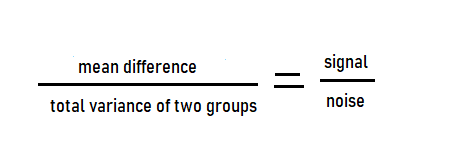 mean difference
total variance of two groups
=
signal
noise